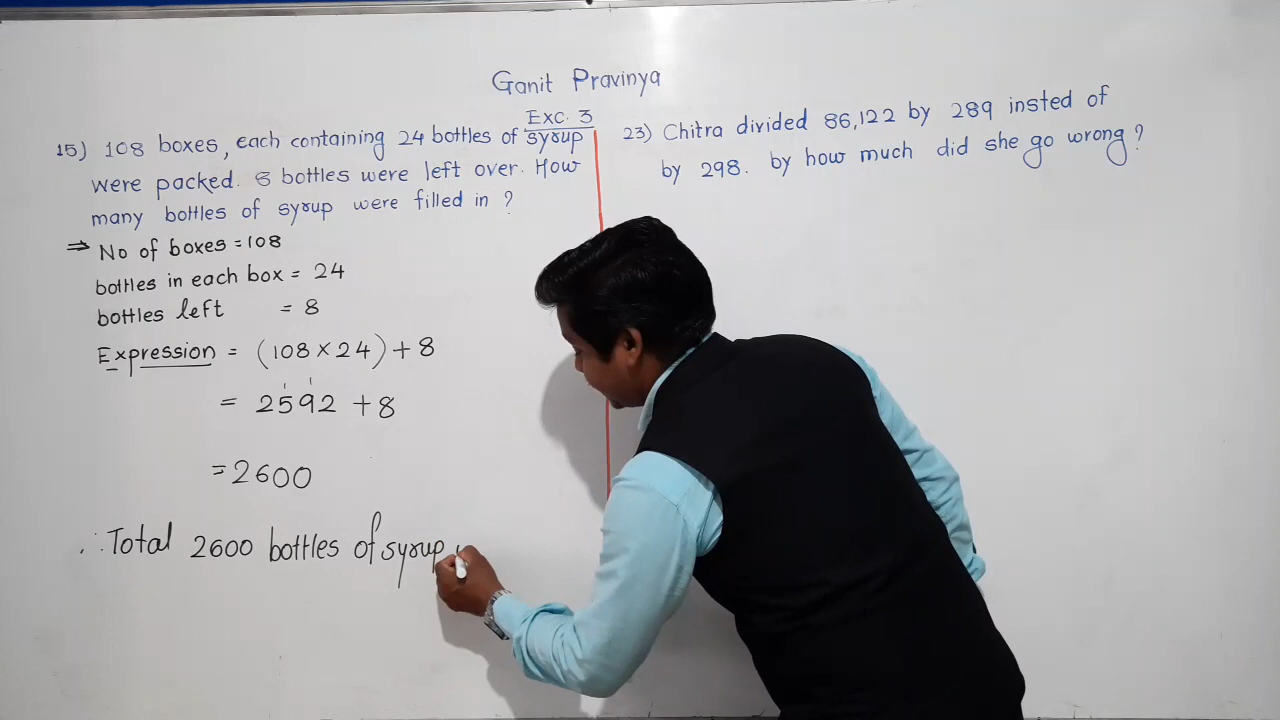 Ganit Pravinya
Exc. 3
15) 108 boxes, each containing 24 bottles of syrup
were packed. 8 bottles were left over. How
many bottles of syrup were filled in ?
⇒ No of boxes = 108
bottles in each box = 24
bottles left = 8
Expression = (108 × 24) + 8
= 2592 + 8
= 2600
∴ Total 2600 bottles of syrup
23) Chitra divided 86,122 by 289 insted of
by 298. by how much did she go wrong ?